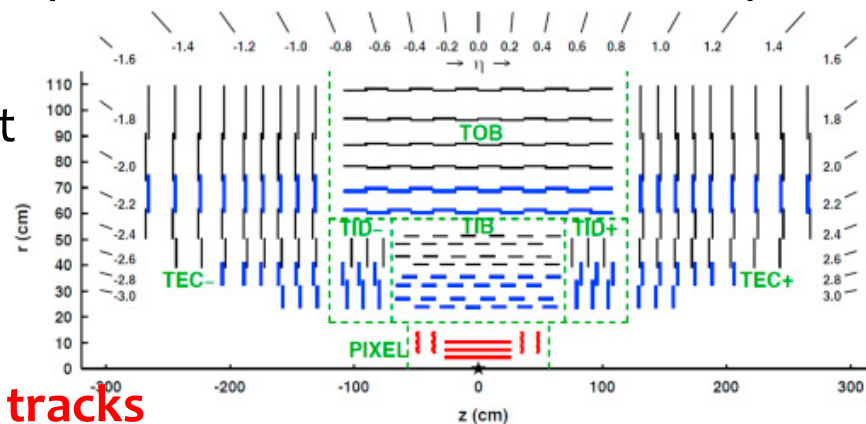 -1.4 -1.2 -1.0 -0.8 -0.6 -0.4 -0.2 0.0 0.2 0.4 0.6 0.8 1.0 1.2 1.4
-1.6 → η → 1.6
110
100 -1.8 1.8
t
90 TOB
80 -2.0 2.0
70 -2.2 2.2
60
-2.4 TID− TIB TID+ 2.4
50
-2.6 2.6
40
-2.8 TEC− TEC+ 2.8
30 -3.0 3.0
20
10 PIXEL
0
r (cm)
-300 -200 -100 0 100 200 300
z (cm)
tracks